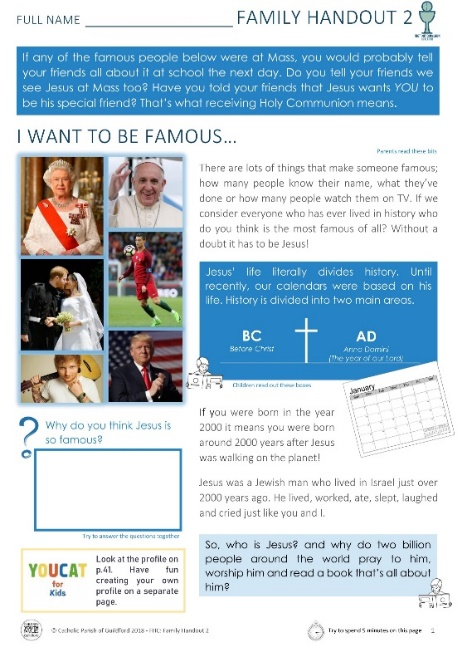 FULL NAME
FAMILY HANDOUT 2
If any of the famous people below were at Mass, you would probably tell
your friends all about it at school the next day. Do you tell your friends we
see Jesus at Mass too? Have you told your friends that Jesus wants YOU to
be his special friend? That's what receiving Holy Communion means.
I WANT TO BE FAMOUS...
Parents read these bits
There are lots of things that make someone famous;
how many people know their name, what they've
done or how many people watch them on TV. If we
consider everyone who has ever lived in history who
do you think is the most famous of all? Without a
doubt it has to be Jesus!
Jesus' life literally divides history. Until
recently, our calendars were based on his
life. History is divided into two main areas.
BC
Before Christ
AD
Anno Domini
(The year of our Lord)
Children read out these boxes
January
If you were born in the year
2000 it means you were born
around 2000 years after Jesus
was walking on the planet!
Why do you think Jesus is
so famous?
Jesus was a Jewish man who lived in Israel just over
2000 years ago. He lived, worked, ate, slept, laughed
and cried just like you and I.
Try to answer the questions together
YOUCAT
for Kids
Look at the profile on
p.41. Have fun
creating your own
profile on a separate
page.
So, who is Jesus? and why do two billion
people around the world pray to him,
worship him and read a book that's all about
him?
© Catholic Parish of Guildford 2018 - FHC: Family Handout 2
Try to spend 5 minutes on this page